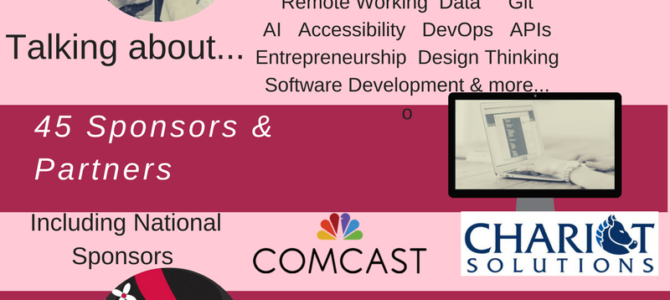 Remote Working Data Git
Talking about...
AI Accessibility DevOps APIs
Entrepreneurship Design Thinking
Software Development & more...
o
45 Sponsors &
Partners
Including National
Sponsors
COMCAST
CHARIOT
SOLUTIONS